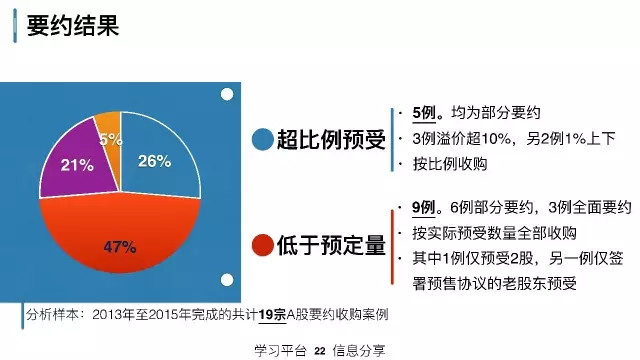 要约结果
5%
26%
21%
47%
超比例预受
· 5例。均为部分要约
· 3例溢价超10%，另2例1%上下
· 按比例收购
低于预定量
· 9例。6例部分要约，3例全面要约
· 按实际预受数量全部收购
· 其中1例仅预受2股，另一例仅签
署预售协议的老股东预受
分析样本：2013年至2015年完成的共计19宗A股要约收购案例
学习平台 22 信息分享